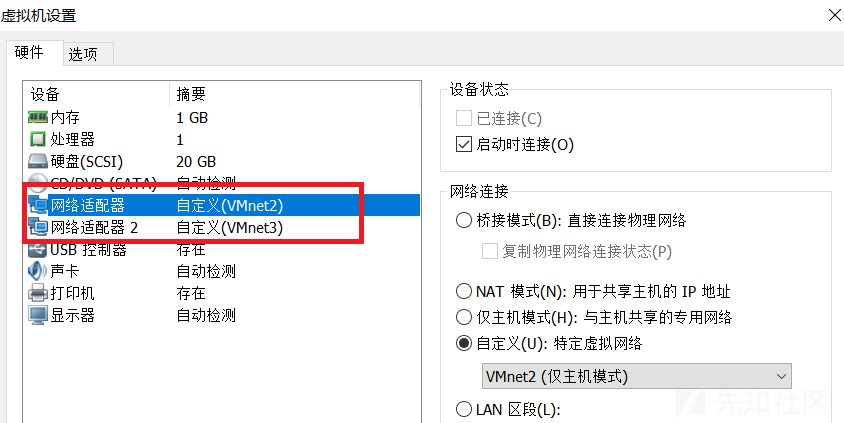 虚拟机设置
硬件 选项
设备 摘要
内存 1 GB
处理器 1
硬盘(SCSI) 20 GB
CD/DVD (SATA) 自动检测
网络适配器 自定义(VMnet2)
网络适配器 2 自定义(VMnet3)
USB 控制器 存在
声卡 自动检测
打印机 存在
显示器 自动检测
设备状态
已连接(C)
启动时连接(O)
网络连接
桥接模式(B): 直接连接物理网络
复制物理网络连接状态(P)
NAT 模式(N): 用于共享主机的 IP 地址
仅主机模式(H): 与主机共享的专用网络
自定义(U): 特定虚拟网络
VMnet2 (仅主机模式)
LAN 区段(L):
先知社区